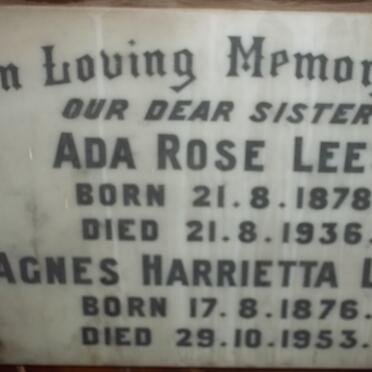 n Loving Memor
OUR DEAR SISTER
ADA ROSE LEE
BORN 21.8.1878
DIED 21.8.1936.
AGNES HARRIETTA L
BORN 17.8.1876.
DIED 29.10.1953.